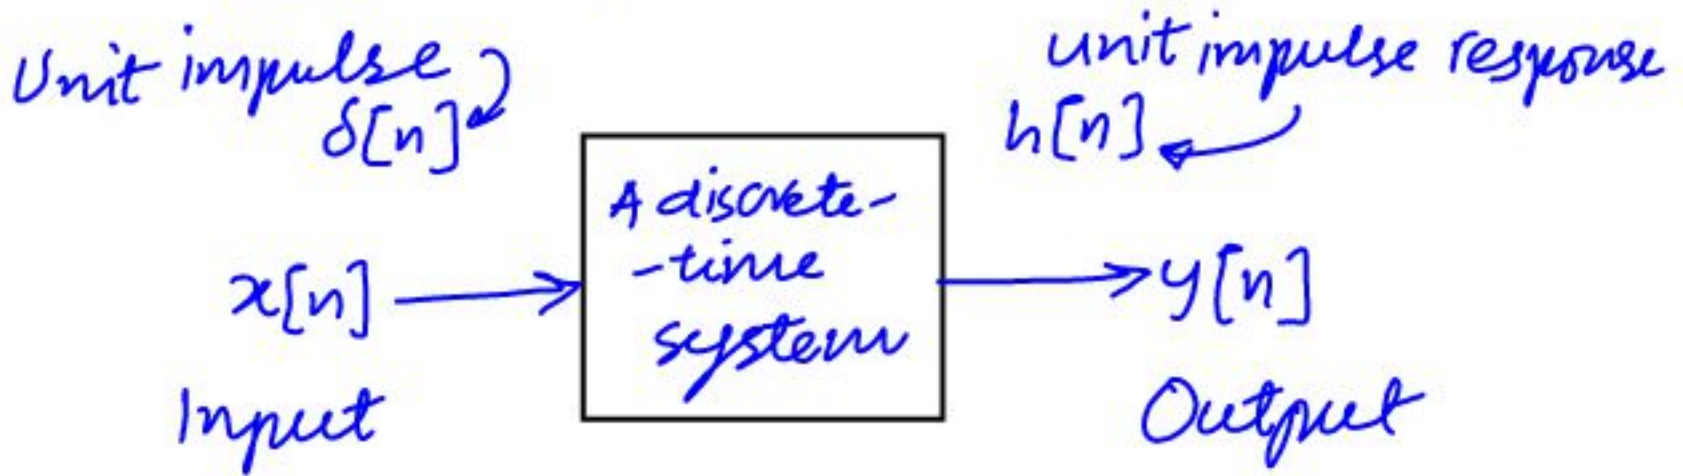 Unit impulse
δ[n]
unit impulse response
h[n]
A discrete-
-time
system
x[n]
y[n]
Input
Output